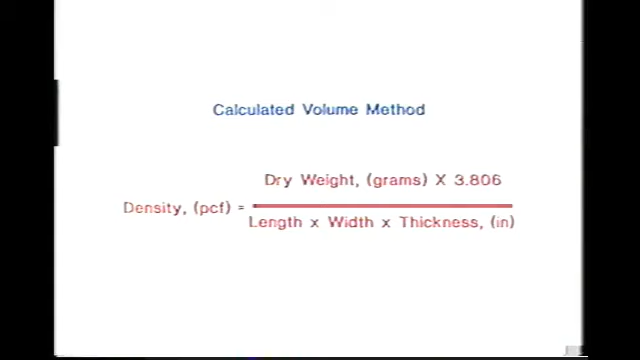 Calculated Volume Method
Dry Weight, (grams) X 3.806
Density, (pcf) =
Length x Width x Thickness, (in)